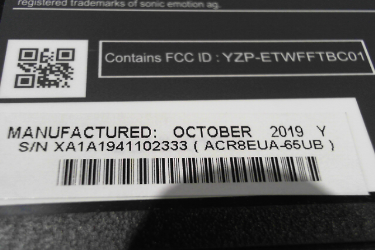 registered trademarks of sonic emotion ag.
Contains FCC ID : YZP-ETWFFTBC01
MANUFACTURED: OCTOBER 2019 Y
S/N XA1A1941102333 ( ACR8EUA-65UB )